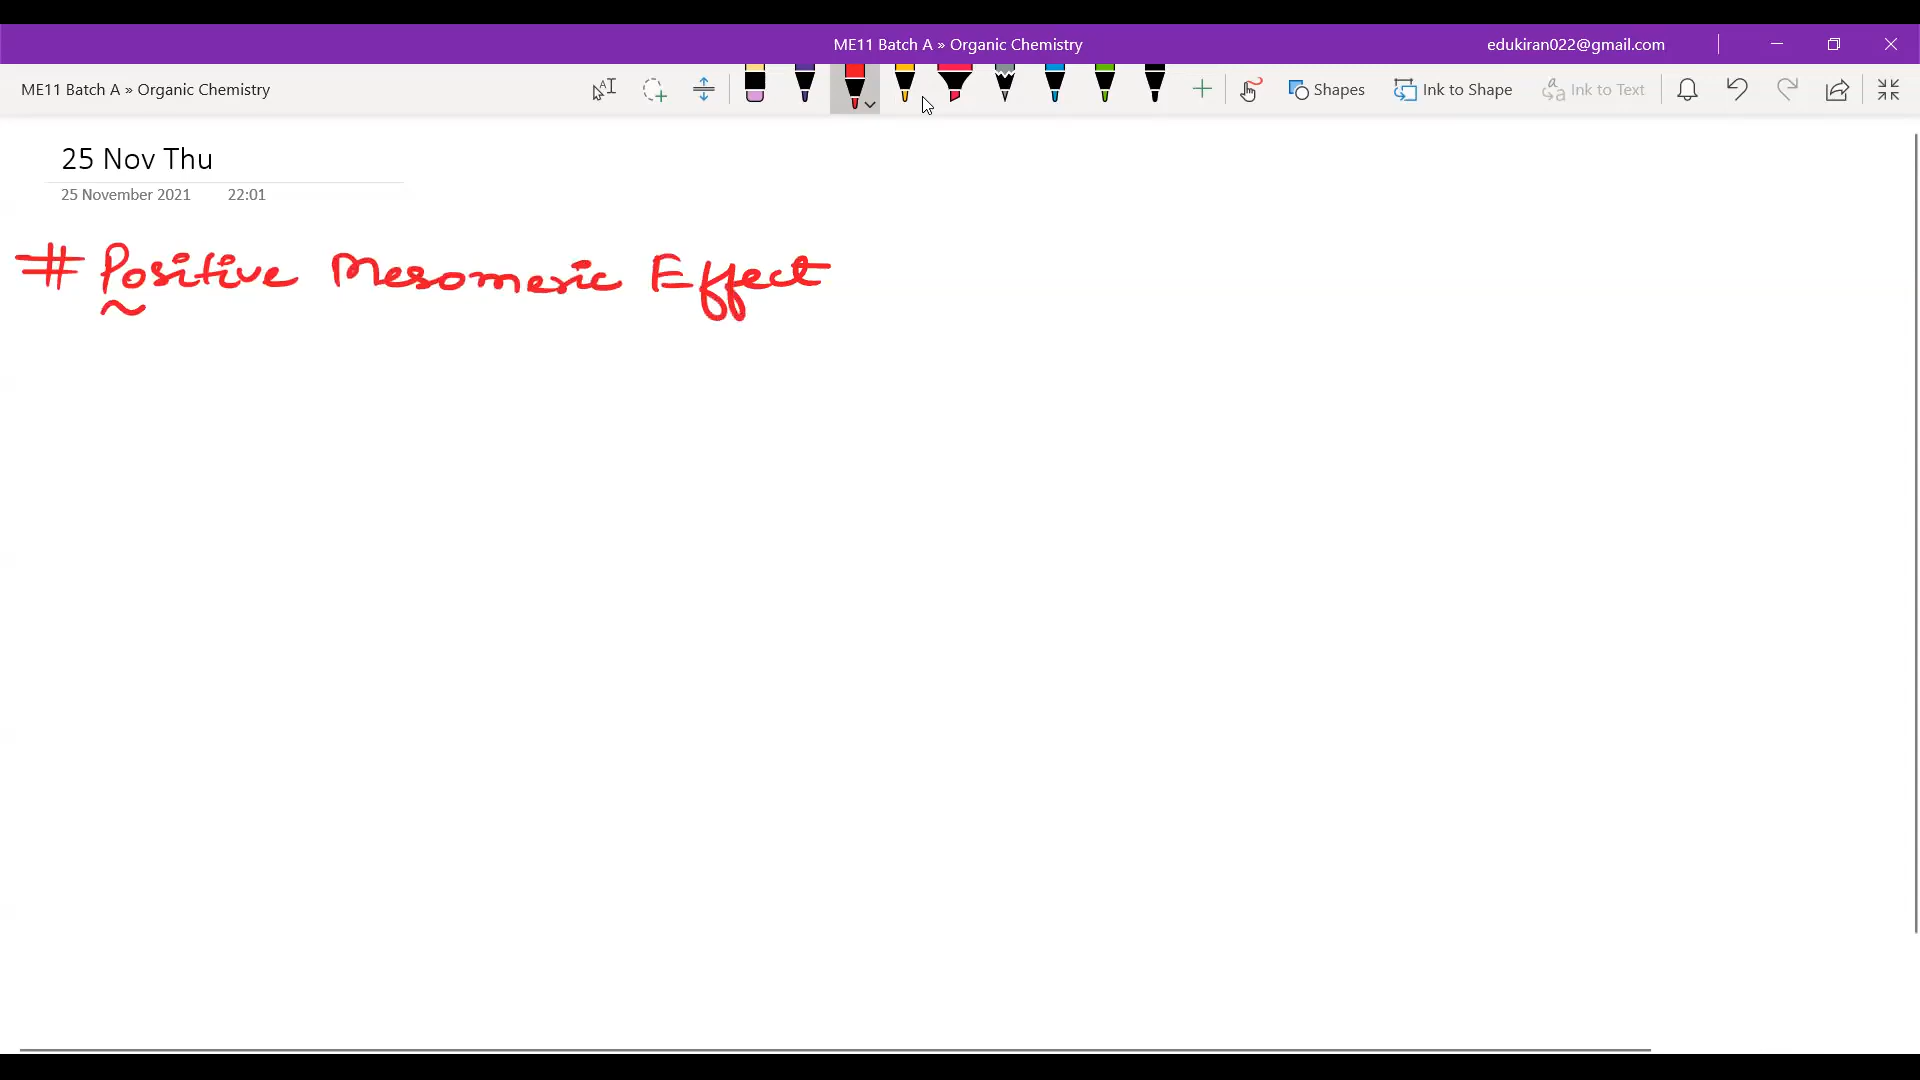 ME11 Batch A » Organic Chemistry
edukiran022@gmail.com
ME11 Batch A » Organic Chemistry
Shapes
Ink to Shape
Ink to Text
25 Nov Thu
25 November 2021 22:01
# Positive Mesomeric Effect